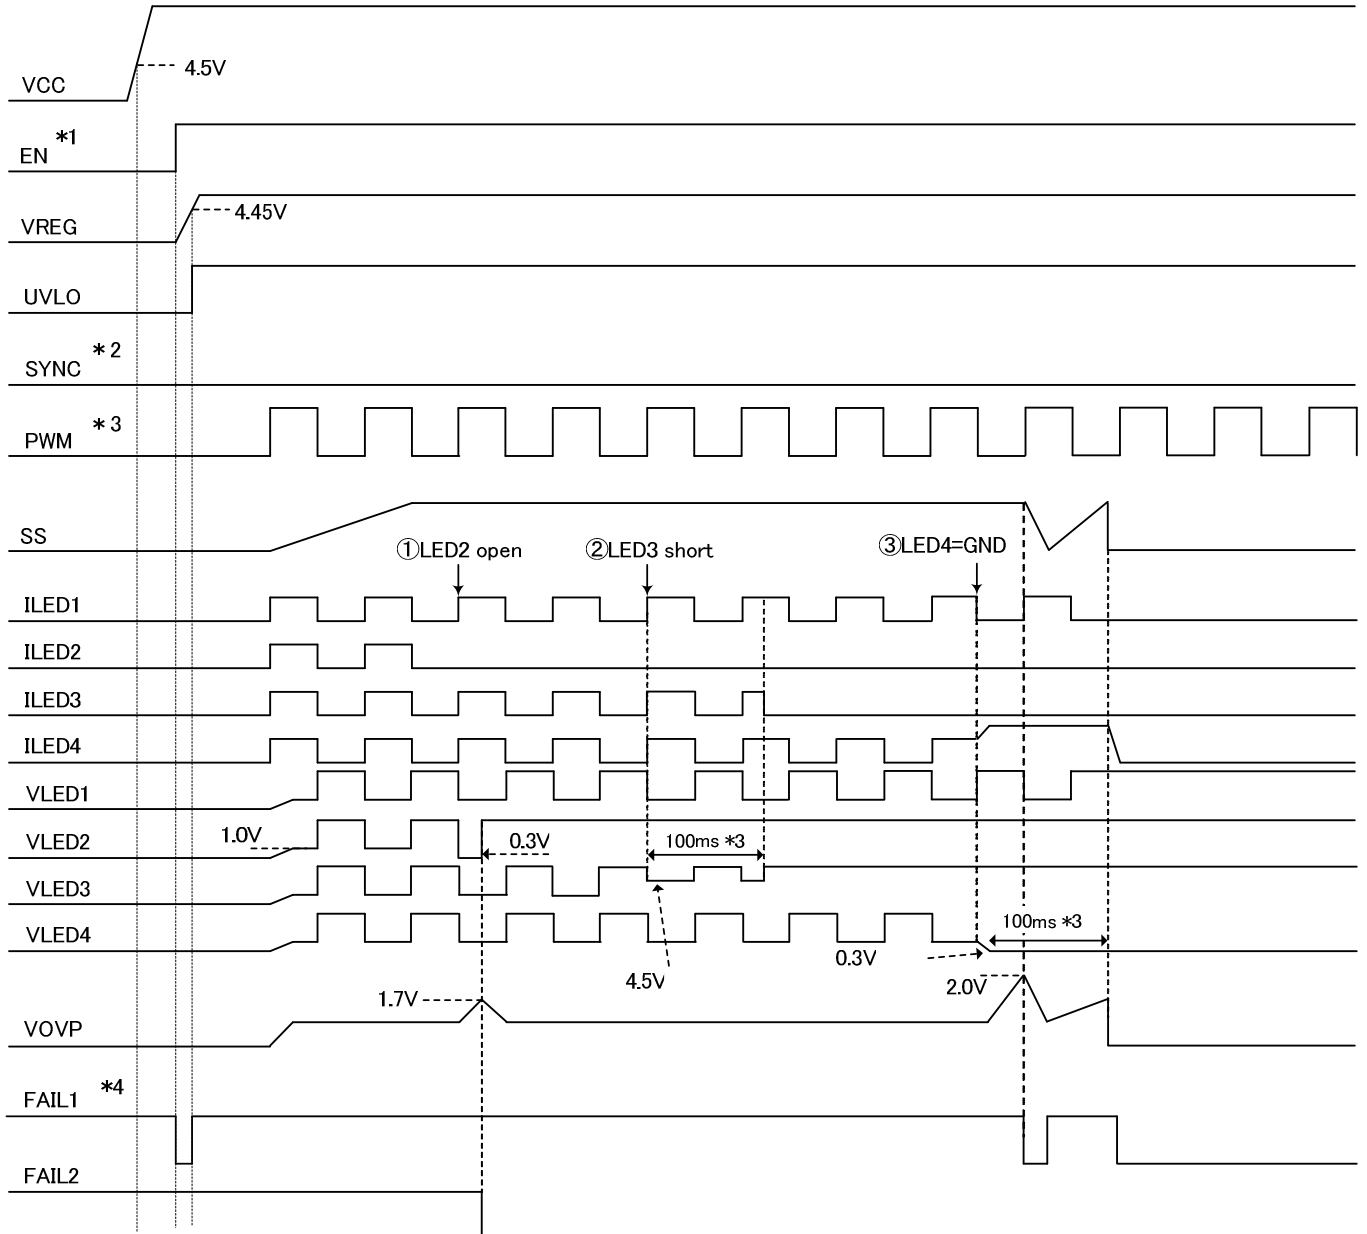 4.5V
VCC
EN *1
4.45V
VREG
UVLO
SYNC *2
PWM *3
SS
①LED2 open
②LED3 short
③LED4=GND
ILED1
ILED2
ILED3
ILED4
VLED1
1.0V
VLED2
0.3V
100ms *3
VLED3
VLED4
100ms *3
0.3V
4.5V
2.0V
1.7V
VOVP
FAIL1 *4
FAIL2